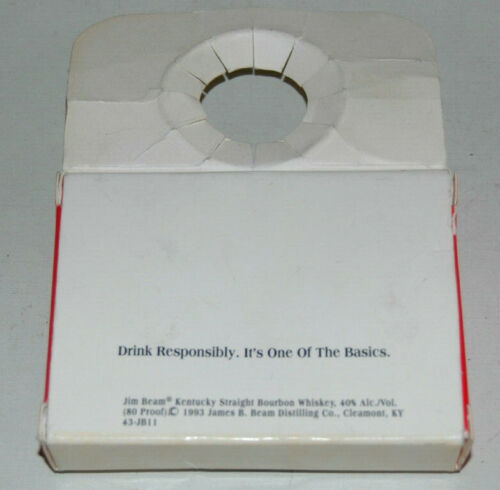 Drink Responsibly. It's One Of The Basics.
Jim Beam® Kentucky Straight Bourbon Whiskey, 40% Alc./Vol.
(80 Proof) © 1993 James B. Beam Distilling Co., Cleamont, KY
43-JB11